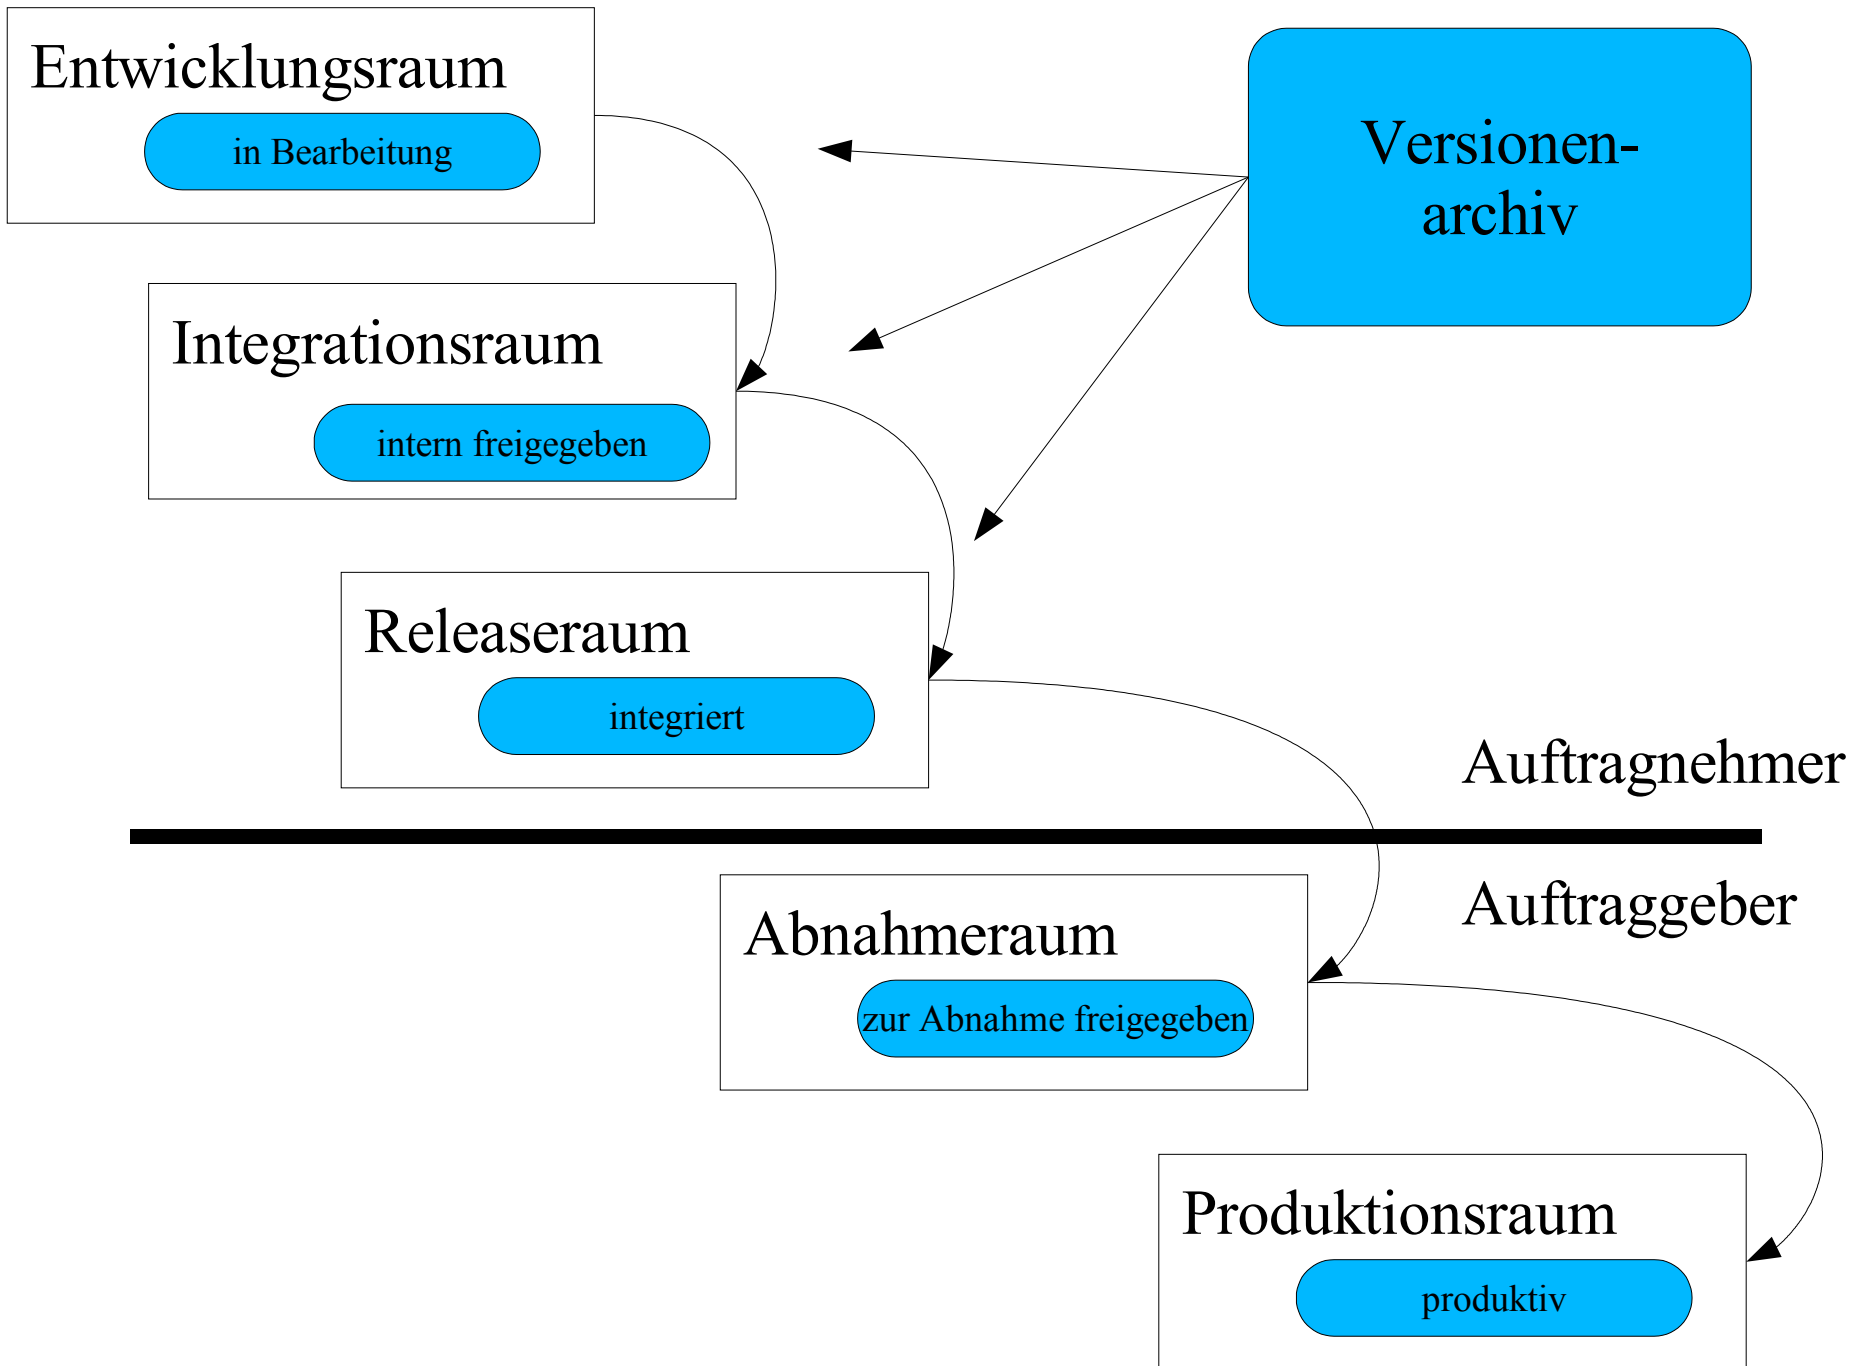 Entwicklungsraum
in Bearbeitung
Versionen-
archiv
Integrationsraum
intern freigegeben
Releaseraum
integriert
Auftragnehmer
Auftraggeber
Abnahmeraum
zur Abnahme freigegeben
Produktionsraum
produktiv